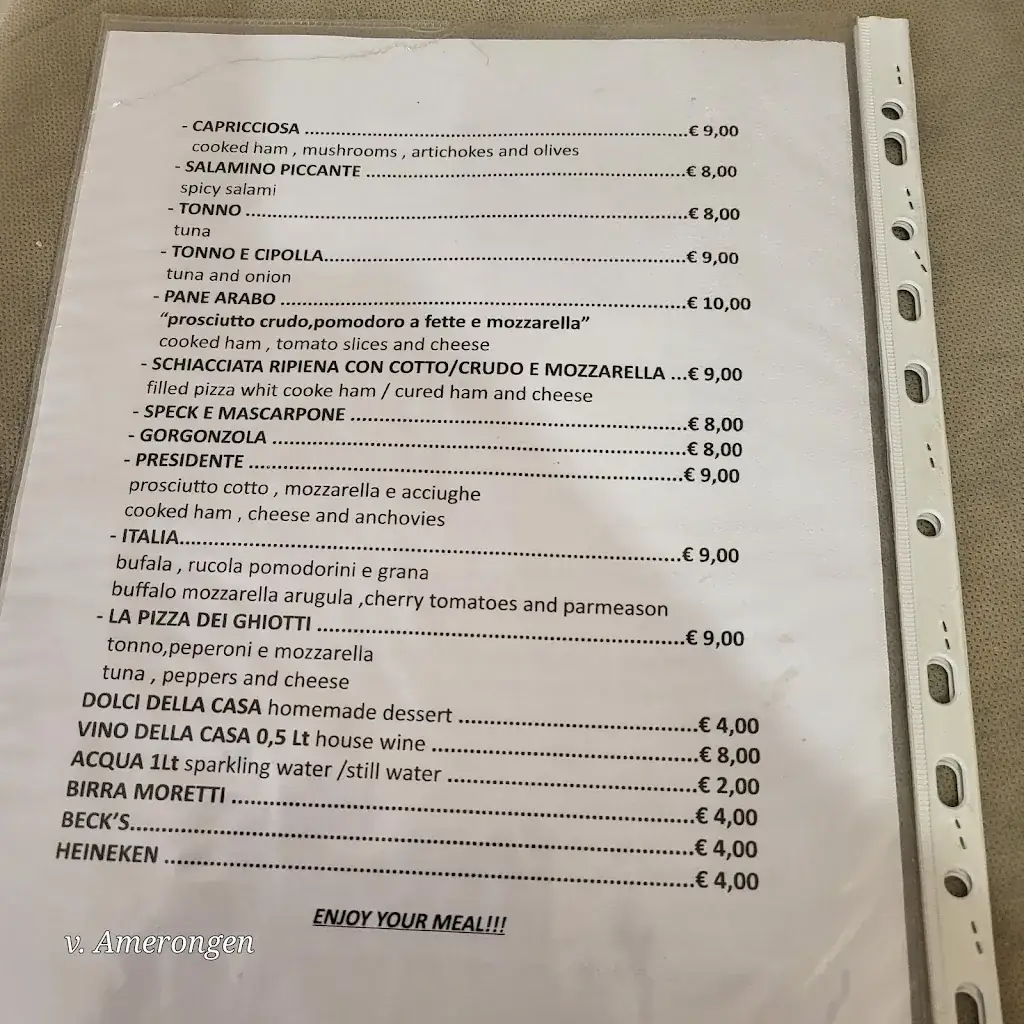 - CAPRICCIOSA ..............................................................€ 9,00
cooked ham , mushrooms , artichokes and olives
- SALAMINO PICCANTE ....................................................€ 8,00
spicy salami
- TONNO .......................................................................€ 8,00
tuna
- TONNO E CIPOLLA...........................................................€ 9,00
tuna and onion
- PANE ARABO ................................................................€ 10,00
“prosciutto crudo,pomodoro a fette e mozzarella”
cooked ham , tomato slices and cheese
- SCHIACCIATA RIPIENA CON COTTO/CRUDO E MOZZARELLA ...€ 9,00
filled pizza whit cooke ham / cured ham and cheese
- SPECK E MASCARPONE ...................................................€ 8,00
- GORGONZOLA ..............................................................€ 8,00
- PRESIDENTE .................................................................€ 9,00
prosciutto cotto , mozzarella e acciughe
cooked ham , cheese and anchovies
- ITALIA...........................................................................€ 9,00
bufala , rucola pomodorini e grana
buffalo mozzarella arugula ,cherry tomatoes and parmeason
- LA PIZZA DEI GHIOTTI ....................................................€ 9,00
tonno,peperoni e mozzarella
tuna , peppers and cheese
DOLCI DELLA CASA homemade dessert ..................................€ 4,00
VINO DELLA CASA 0,5 Lt house wine .....................................€ 8,00
ACQUA 1Lt sparkling water /still water ...................................€ 2,00
BIRRA MORETTI ................................................................€ 4,00
BECK’S..............................................................................€ 4,00
HEINEKEN .........................................................................€ 4,00
ENJOY YOUR MEAL!!!
v. Amerongen